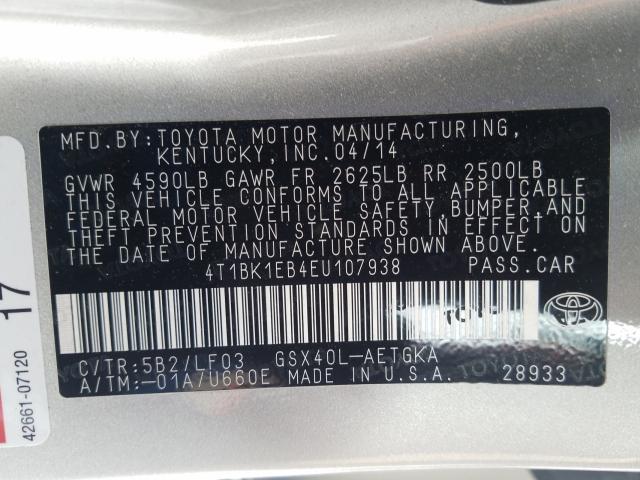 MFD.BY:TOYOTA MOTOR MANUFACTURING,
KENTUCKY,INC.04/14
GVWR 4590LB GAWR FR 2625LB RR 2500LB
THIS VEHICLE CONFORMS TO ALL APPLICABLE
FEDERAL MOTOR VEHICLE SAFETY,BUMPER,AND
THEFT PREVENTION STANDARDS IN EFFECT ON
THE DATE OF MANUFACTURE SHOWN ABOVE.
4T1BK1EB4EU107938 PASS.CAR
C/TR:5B2/LF03 GSX40L-AETGKA
A/TM:-01A/U660E MADE IN U.S.A. 28933
17
42661-07120